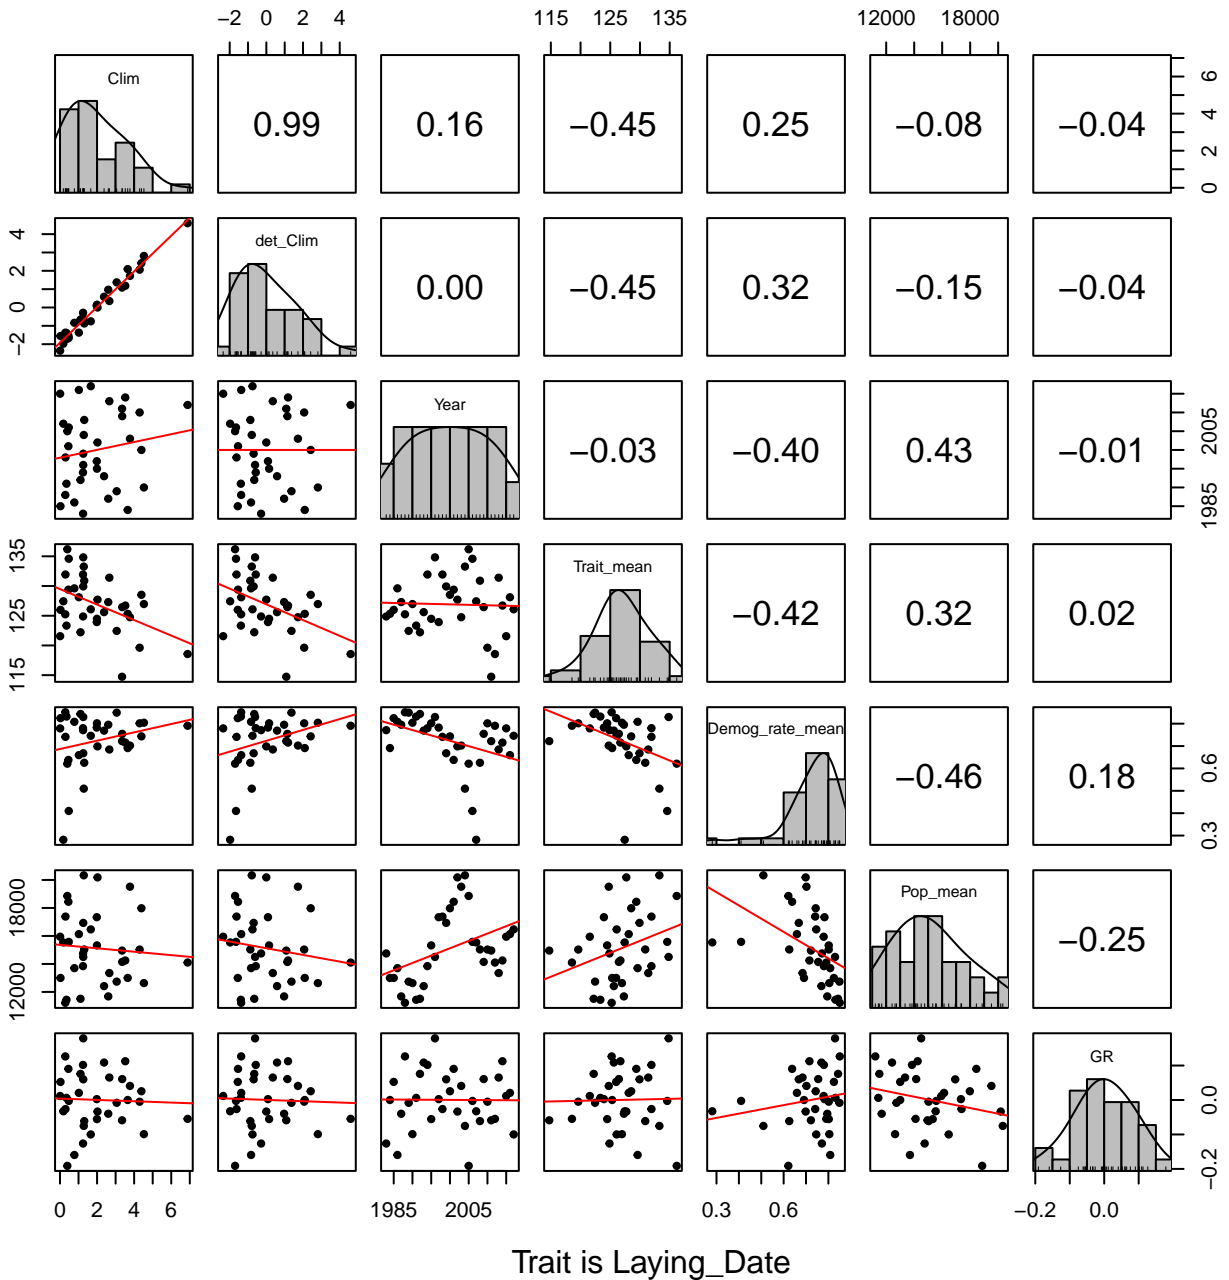 −2 0 2 4 115 125 135 12000 18000
Clim 0.99 0.16 −0.45 0.25 −0.08 −0.04 0 2 4 6
−2 0 2 4 det_Clim 0.00 −0.45 0.32 −0.15 −0.04
Year −0.03 −0.40 0.43 −0.01 1985 2005
115 125 135 Trait_mean −0.42 0.32 0.02
Demog_rate_mean −0.46 0.18 0.3 0.6
12000 18000 Pop_mean −0.25
GR −0.2 0.0
0 2 4 6 1985 2005 0.3 0.6 −0.2 0.0
Trait is Laying_Date